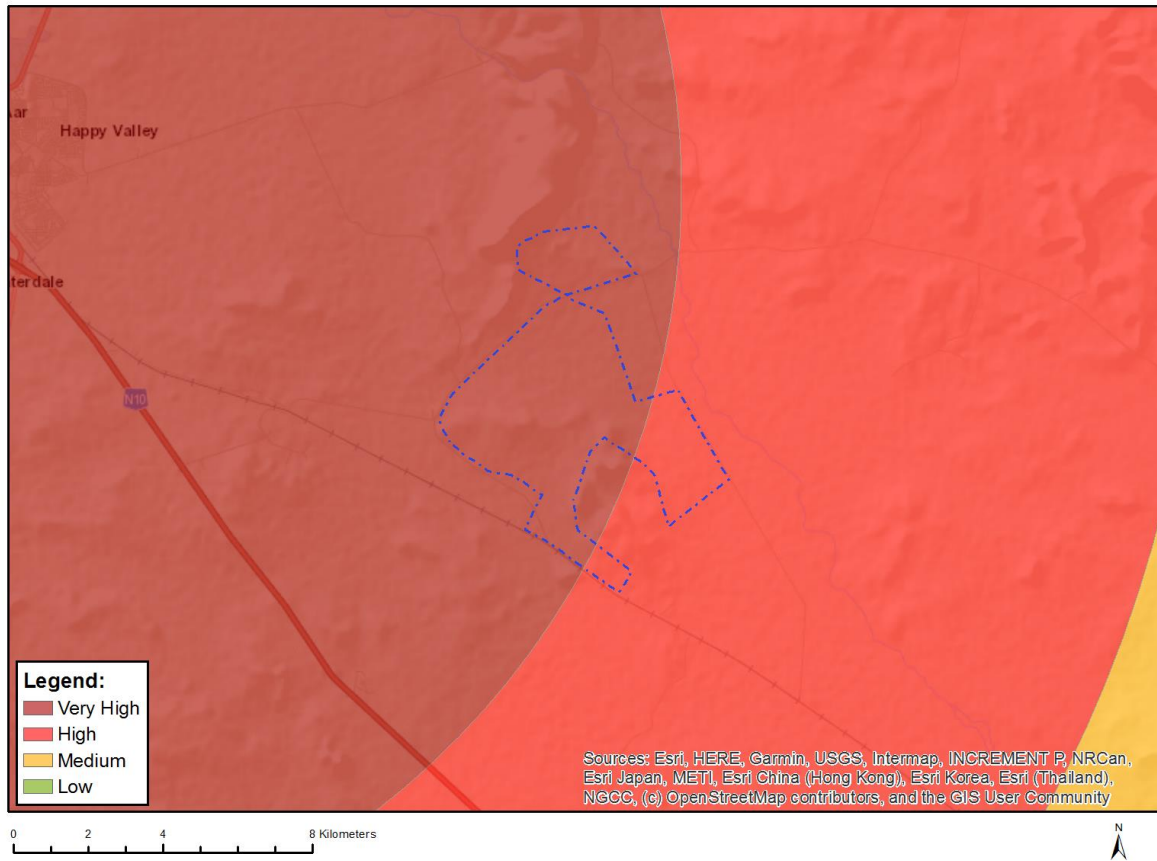 aar
Happy Valley
terdale
N10
Legend:
Very High
High
Medium
Low
Sources: Esri, HERE, Garmin, USGS, Intermap, INCREMENT P, NRCan,
Esri Japan, METI, Esri China (Hong Kong), Esri Korea, Esri (Thailand),
NGCC, (c) OpenStreetMap contributors, and the GIS User Community
0 2 4 8 Kilometers
N